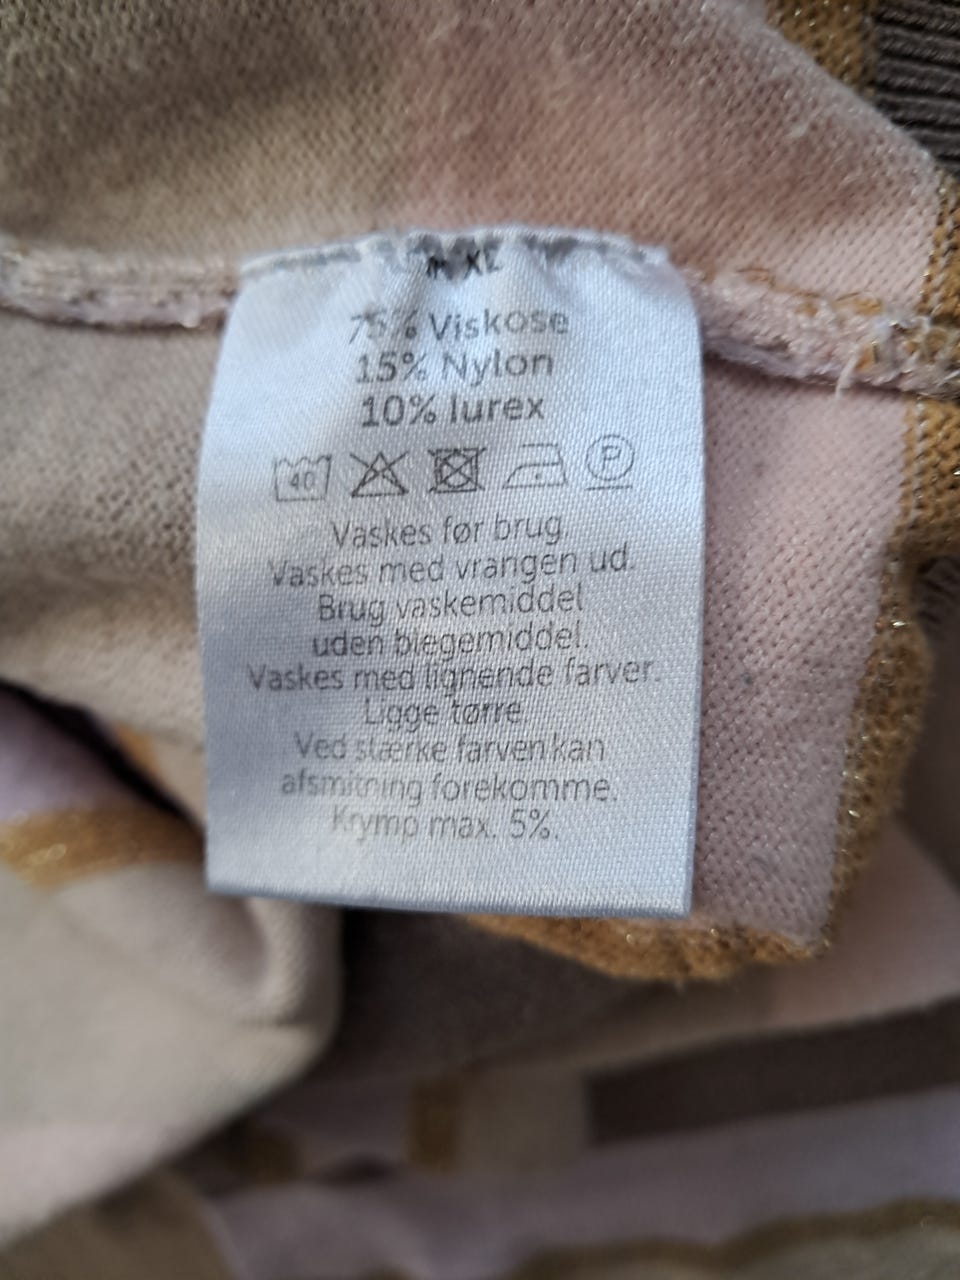 XL
75% Viskose
15% Nylon
10% lurex
40 P
Vaskes før brug.
Vaskes med vrangen ud.
Brug vaskemiddel
uden blegemiddel.
Vaskes med lignende farver.
Ligge tørre.
Ved stærke farven kan
afsmitning forekomme.
Krymp max. 5%.